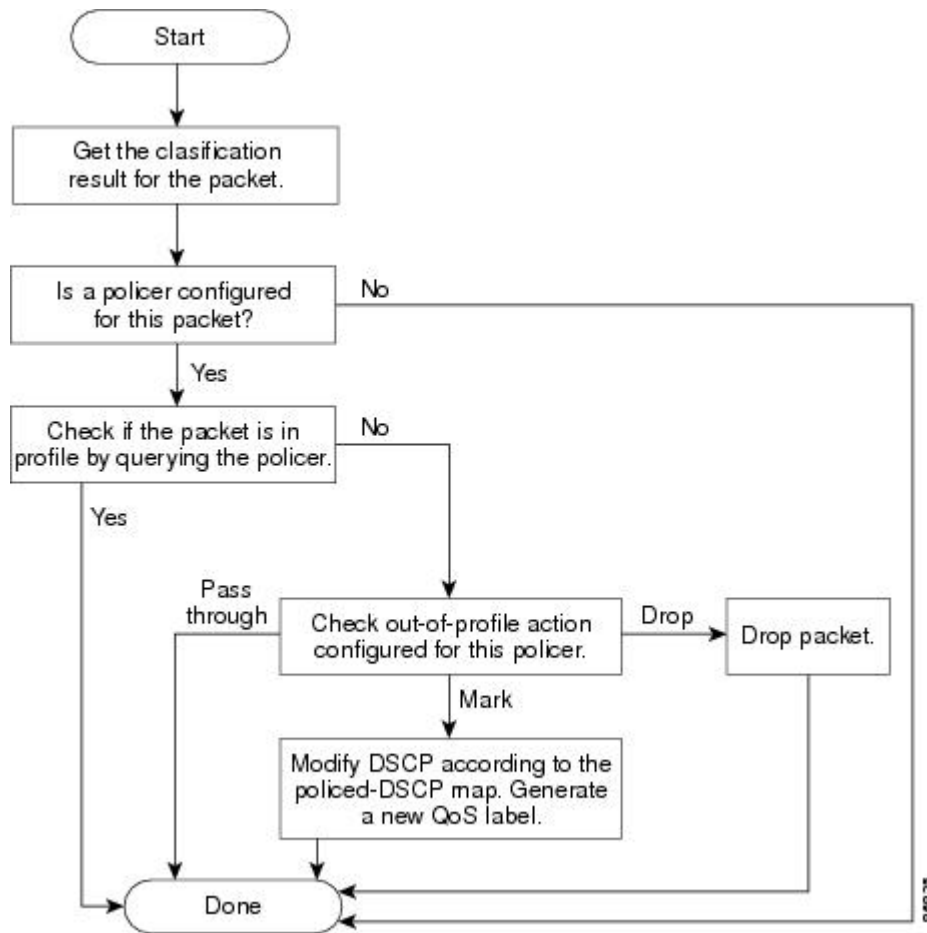 Start
Get the clasification
result for the packet.
Is a policer configured
for this packet?
No
Yes
Check if the packet is in
profile by querying the policer.
No
Yes
Pass
through
Check out-of-profile action
configured for this policer.
Drop
Drop packet.
Mark
Modify DSCP according to the
policed-DSCP map. Generate
a new QoS label.
Done